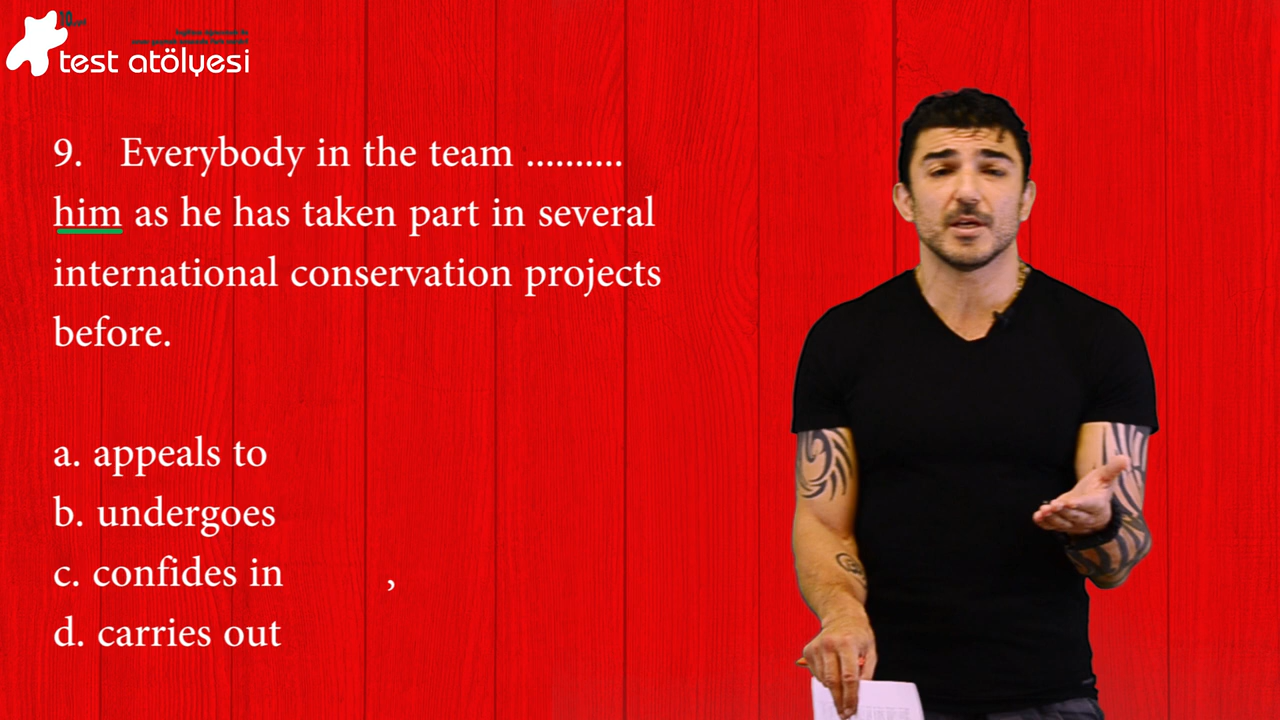 test atölyesi
9. Everybody in the team ..........
him as he has taken part in several
international conservation projects
before.
a. appeals to
b. undergoes
c. confides in ,
d. carries out